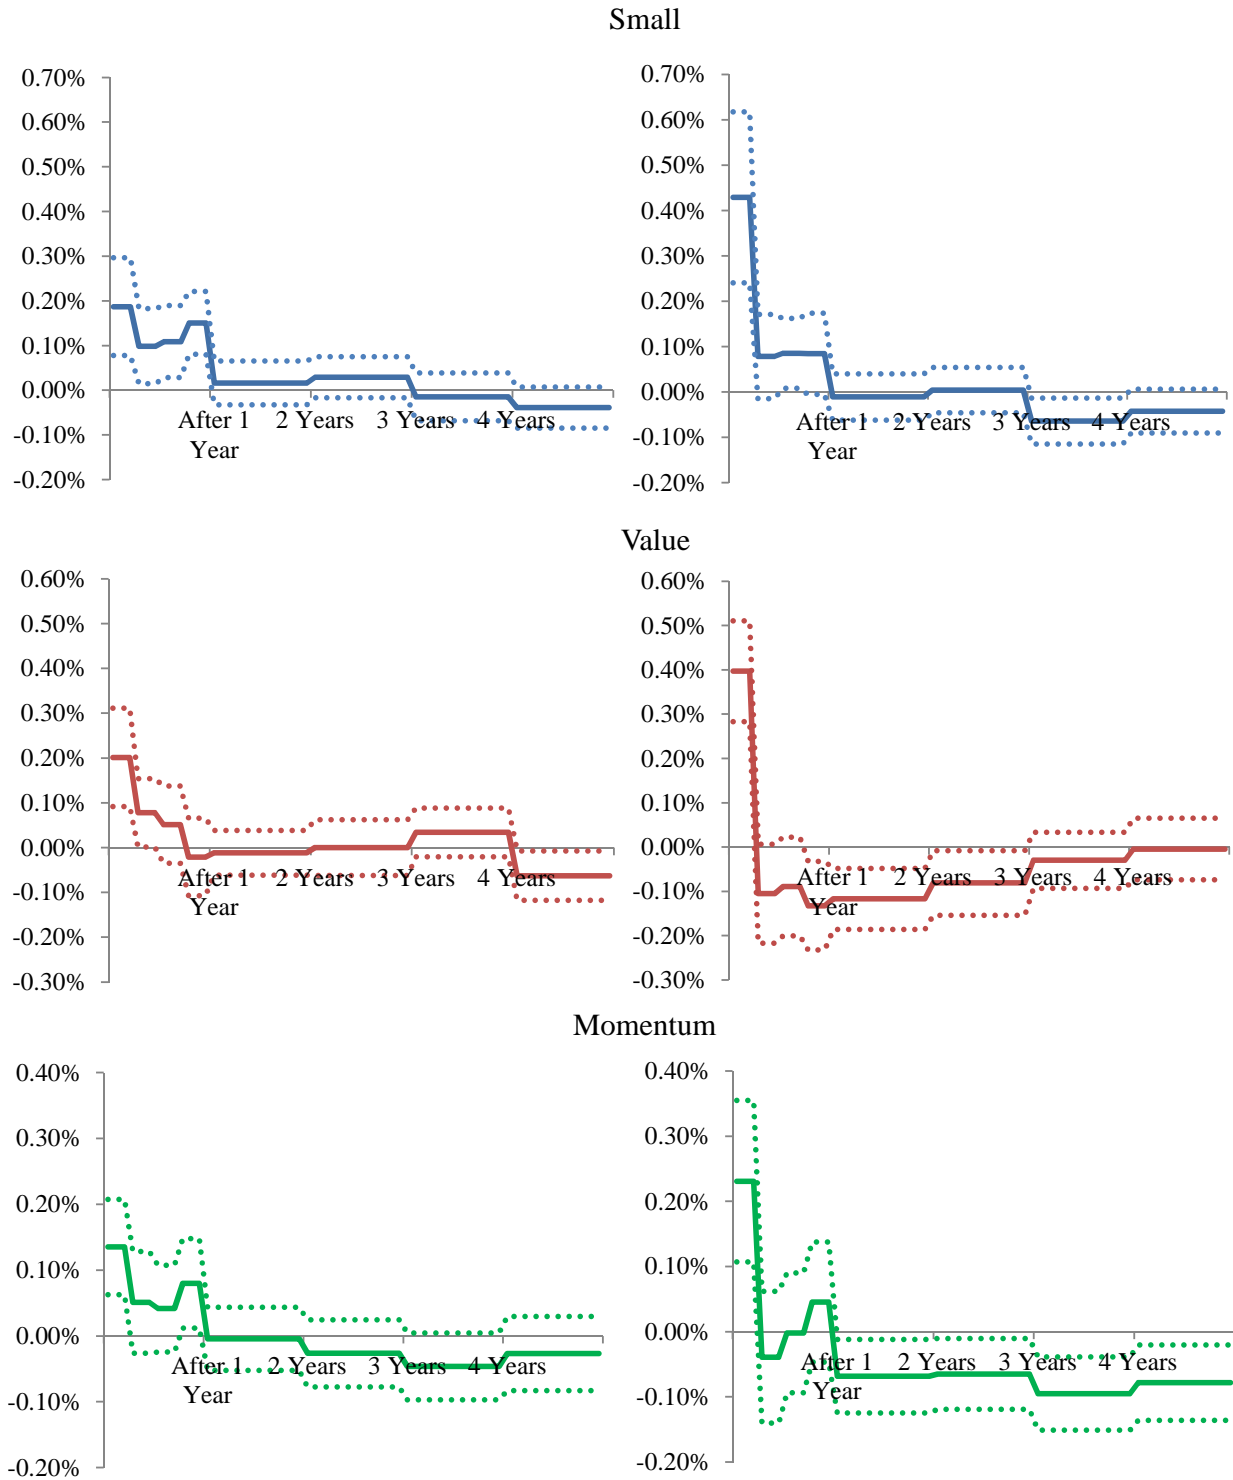 Small
0.70%
0.60%
0.50%
0.40%
0.30%
0.20%
0.10%
0.00%
-0.10%
-0.20%
After 1
Year
2 Years
3 Years
4 Years
0.70%
0.60%
0.50%
0.40%
0.30%
0.20%
0.10%
0.00%
-0.10%
-0.20%
After 1
Year
2 Years
3 Years
4 Years
Value
0.60%
0.50%
0.40%
0.30%
0.20%
0.10%
0.00%
-0.10%
-0.20%
-0.30%
After 1
Year
2 Years
3 Years
4 Years
0.60%
0.50%
0.40%
0.30%
0.20%
0.10%
0.00%
-0.10%
-0.20%
-0.30%
After 1
Year
2 Years
3 Years
4 Years
Momentum
0.40%
0.30%
0.20%
0.10%
0.00%
-0.10%
-0.20%
After 1
Year
2 Years
3 Years
4 Years
0.40%
0.30%
0.20%
0.10%
0.00%
-0.10%
-0.20%
After 1
Year
2 Years
3 Years
4 Years